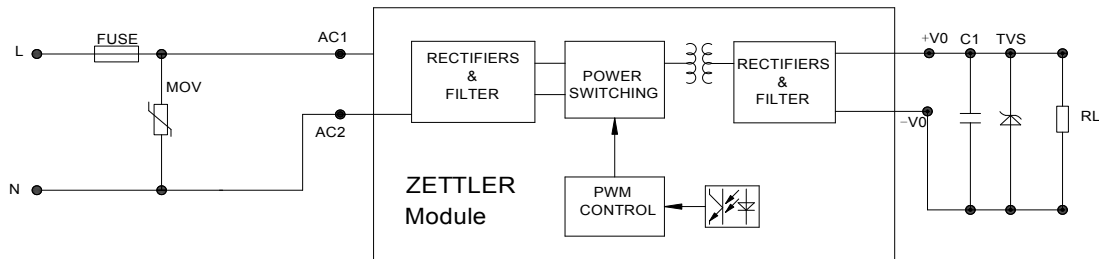 L
FUSE
AC1
MOV
AC2
N
RECTIFIERS
&
FILTER
POWER
SWITCHING
RECTIFIERS
&
FILTER
ZETTLER
Module
PWM
CONTROL
+V0
C1
TVS
−V0
RL